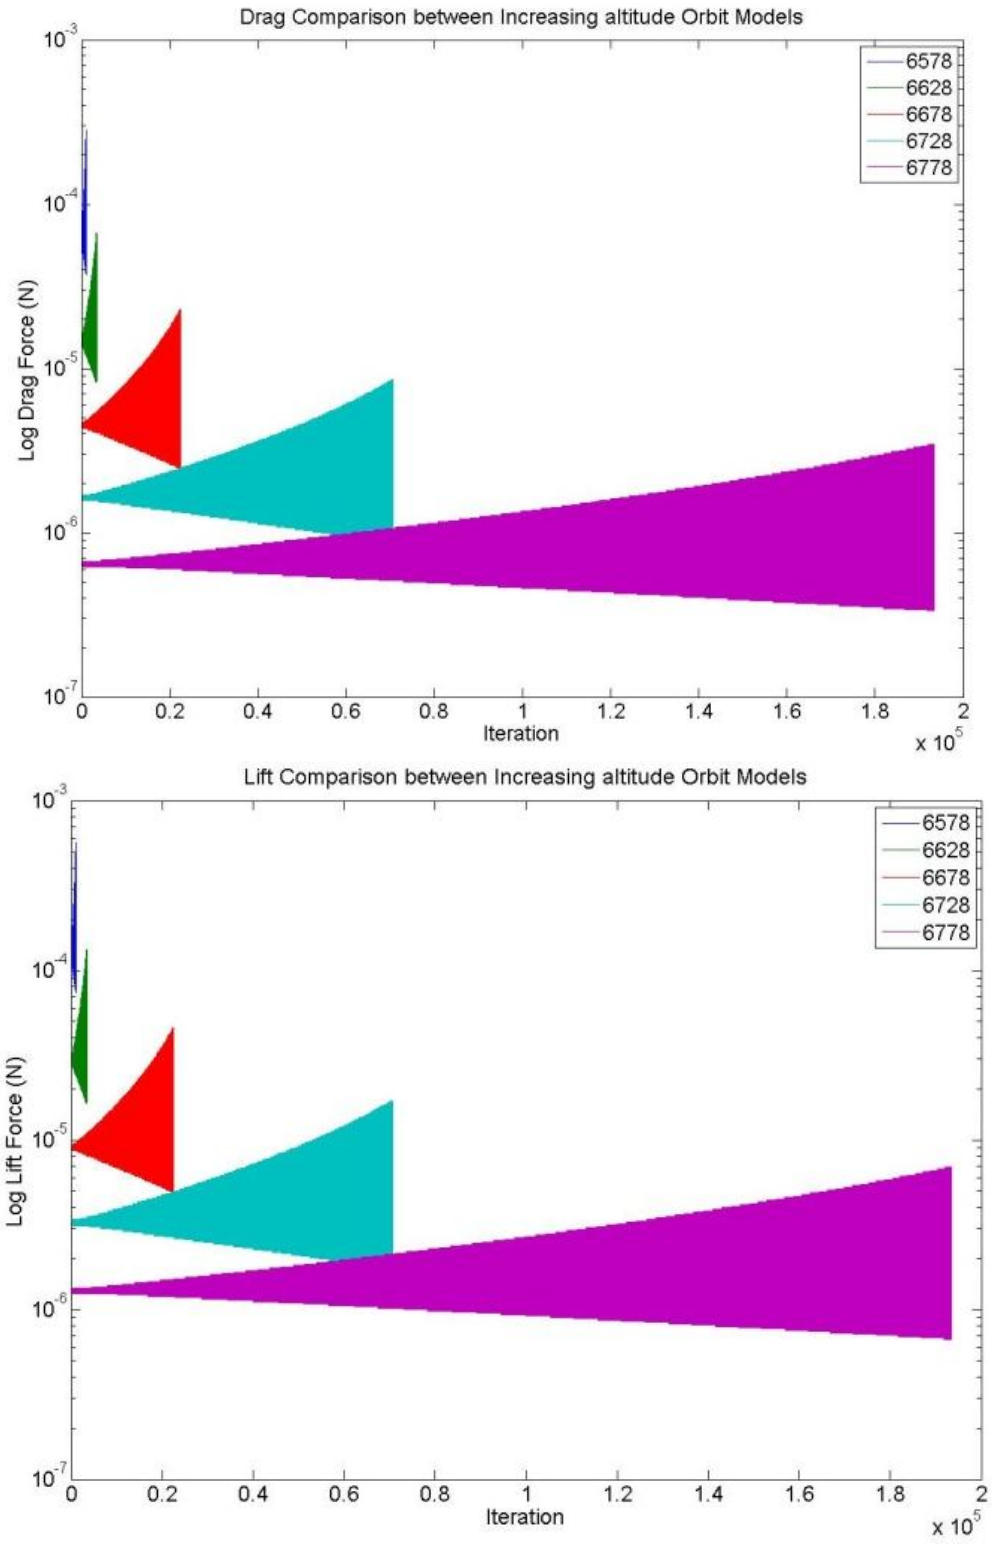 Drag Comparison between Increasing altitude Orbit Models
10^-3
10^-4
10^-5
10^-6
10^-7
Log Drag Force (N)
6578
6628
6678
6728
6778
0 0.2 0.4 0.6 0.8 1 1.2 1.4 1.6 1.8 2
Iteration
x 10^5
Lift Comparison between Increasing altitude Orbit Models
10^-3
10^-4
10^-5
10^-6
10^-7
Log Lift Force (N)
6578
6628
6678
6728
6778
0 0.2 0.4 0.6 0.8 1 1.2 1.4 1.6 1.8 2
Iteration
x 10^5